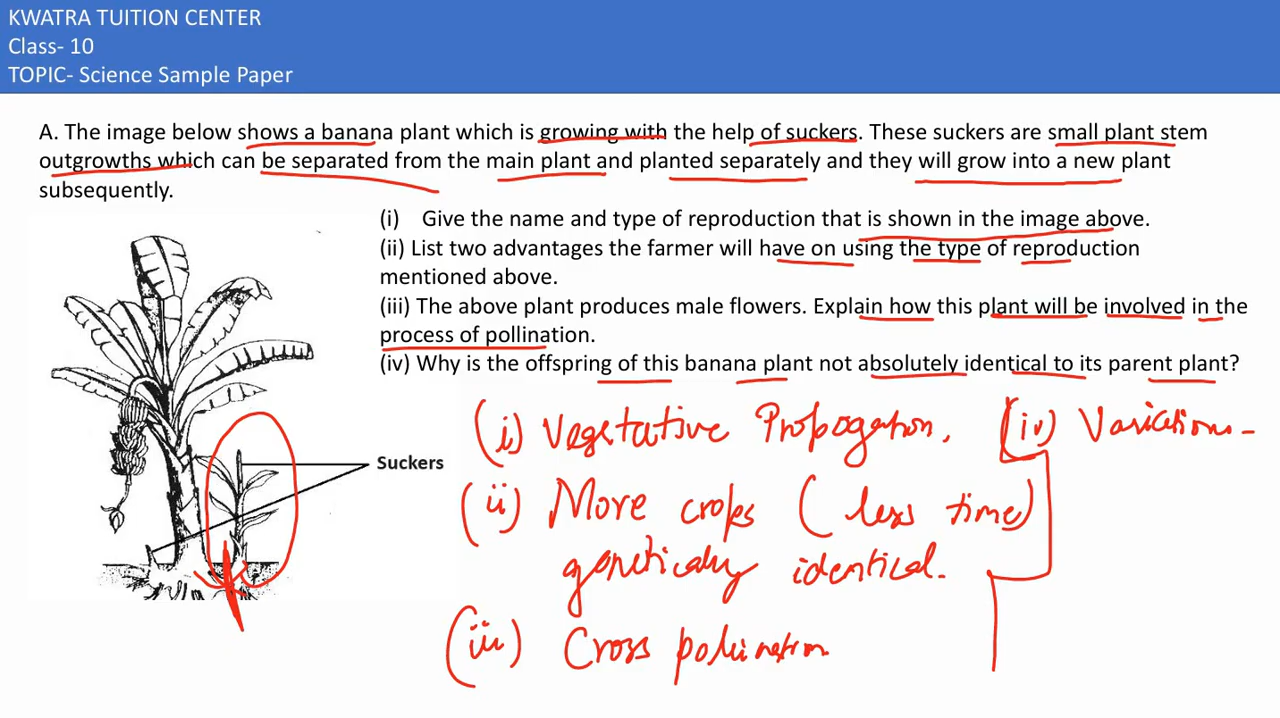 KWATRA TUITION CENTER
Class- 10
TOPIC- Science Sample Paper
A. The image below shows a banana plant which is growing with the help of suckers. These suckers are small plant stem
outgrowths which can be separated from the main plant and planted separately and they will grow into a new plant
subsequently.
(i) Give the name and type of reproduction that is shown in the image above.
(ii) List two advantages the farmer will have on using the type of reproduction
mentioned above.
(iii) The above plant produces male flowers. Explain how this plant will be involved in the
process of pollination.
(iv) Why is the offspring of this banana plant not absolutely identical to its parent plant?
Suckers
(i) Vegetative Propogation.
(ii) More crops (less time)
genetically identical.
(iii) Cross pollination
(iv) Variations -